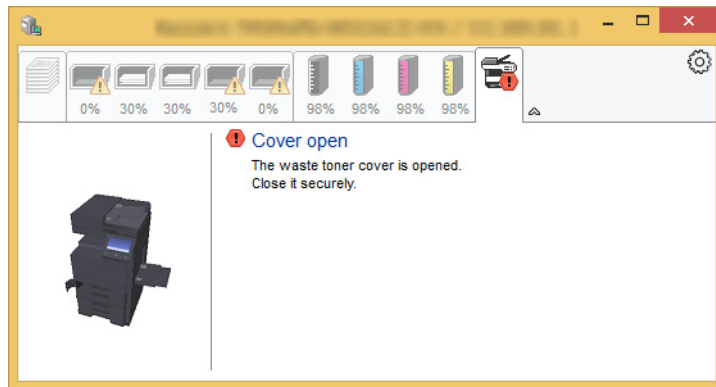 0% 30% 30% 30% 0% 98% 98% 98% 98%
Cover open
The waste toner cover is opened.
Close it securely.